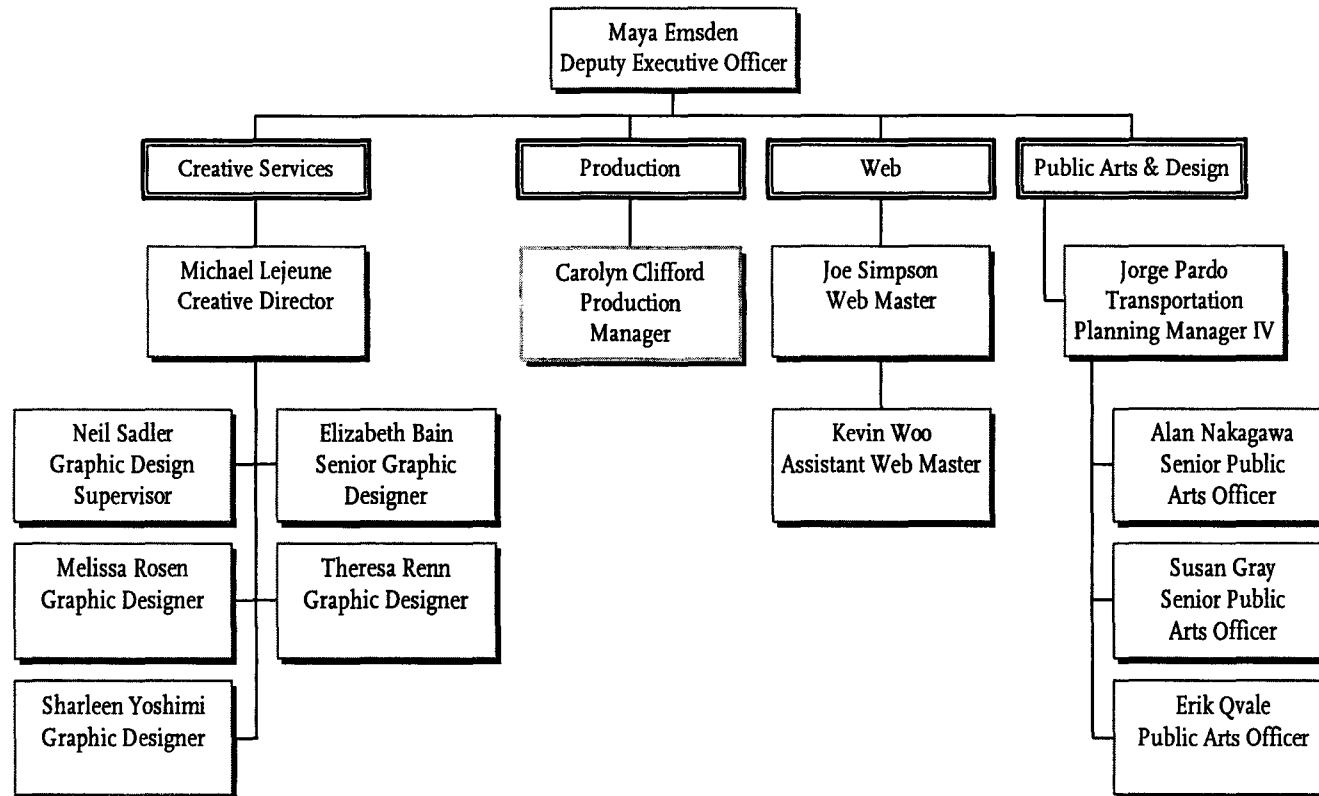 Maya Emsden
Deputy Executive Officer
Creative Services
Production
Web
Public Arts & Design
Michael Lejeune
Creative Director
Carolyn Clifford
Production
Manager
Joe Simpson
Web Master
Jorge Pardo
Transportation
Planning Manager IV
Neil Sadler
Graphic Design
Supervisor
Elizabeth Bain
Senior Graphic
Designer
Kevin Woo
Assistant Web Master
Alan Nakagawa
Senior Public
Arts Officer
Melissa Rosen
Graphic Designer
Theresa Renn
Graphic Designer
Susan Gray
Senior Public
Arts Officer
Sharleen Yoshimi
Graphic Designer
Erik Qvale
Public Arts Officer